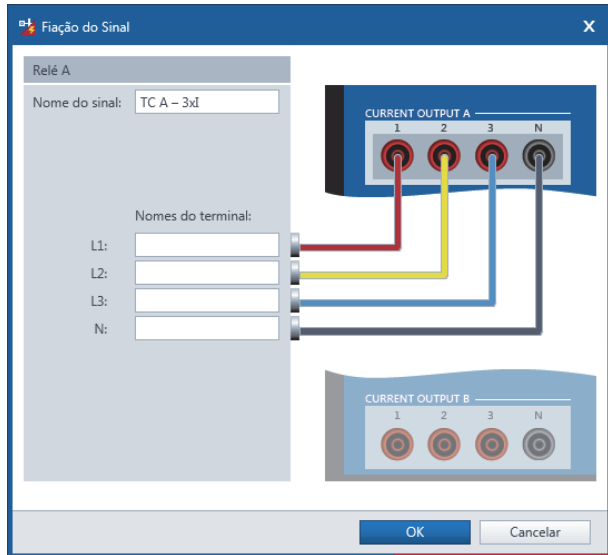 Fiação do Sinal
X
Relé A
Nome do sinal: TC A – 3xI
Nomes do terminal:
L1:
L2:
L3:
N:
CURRENT OUTPUT A
1 2 3 N
CURRENT OUTPUT B
1 2 3 N
OK Cancelar